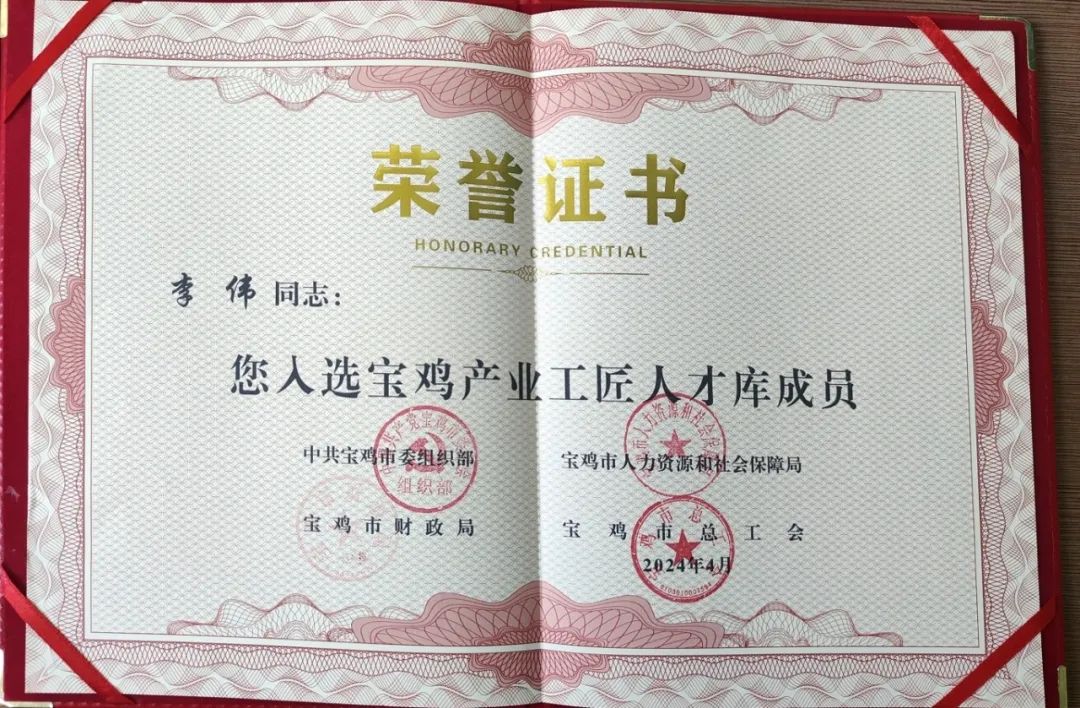 荣誉证书
HONORARY CREDENTIAL
李伟同志：
您入选宝鸡产业工匠人才库成员
中共宝鸡市委组织部
宝鸡市人力资源和社会保障局
组织部
宝鸡市财政局
宝鸡市总工会
2024年4月